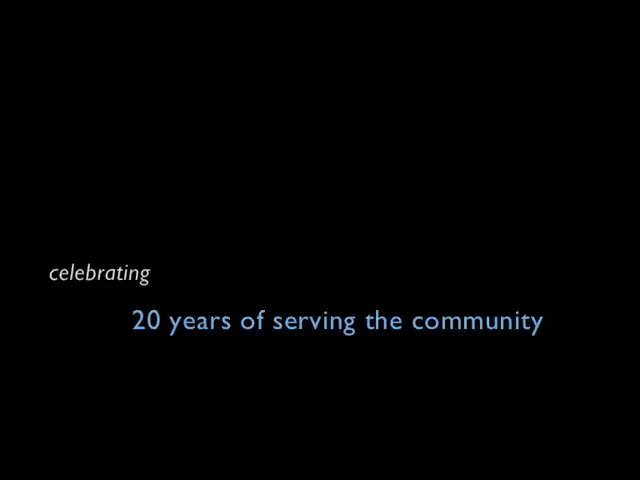 celebrating
20 years of serving the community